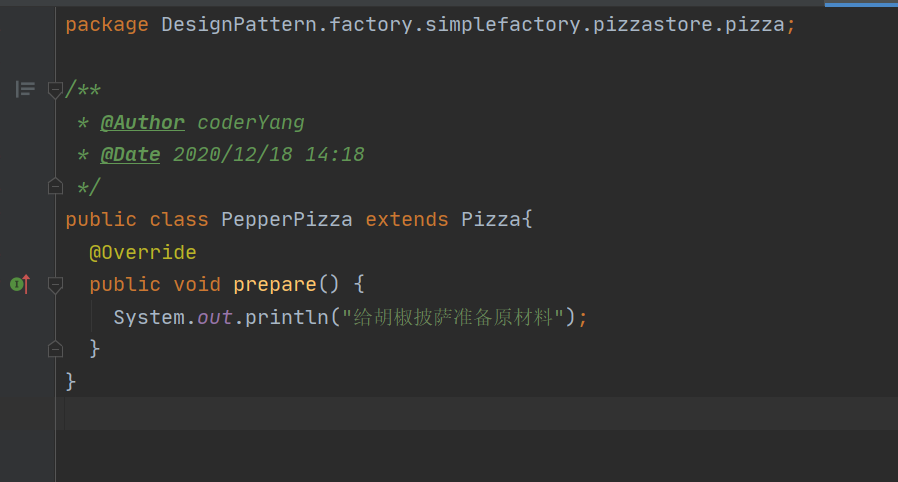 package DesignPattern.factory.simplefactory.pizzastore.pizza;
/**
* @Author coderYang
* @Date 2020/12/18 14:18
*/
public class PepperPizza extends Pizza{
@Override
public void prepare() {
System.out.println("给胡椒披萨准备原材料");
}
}